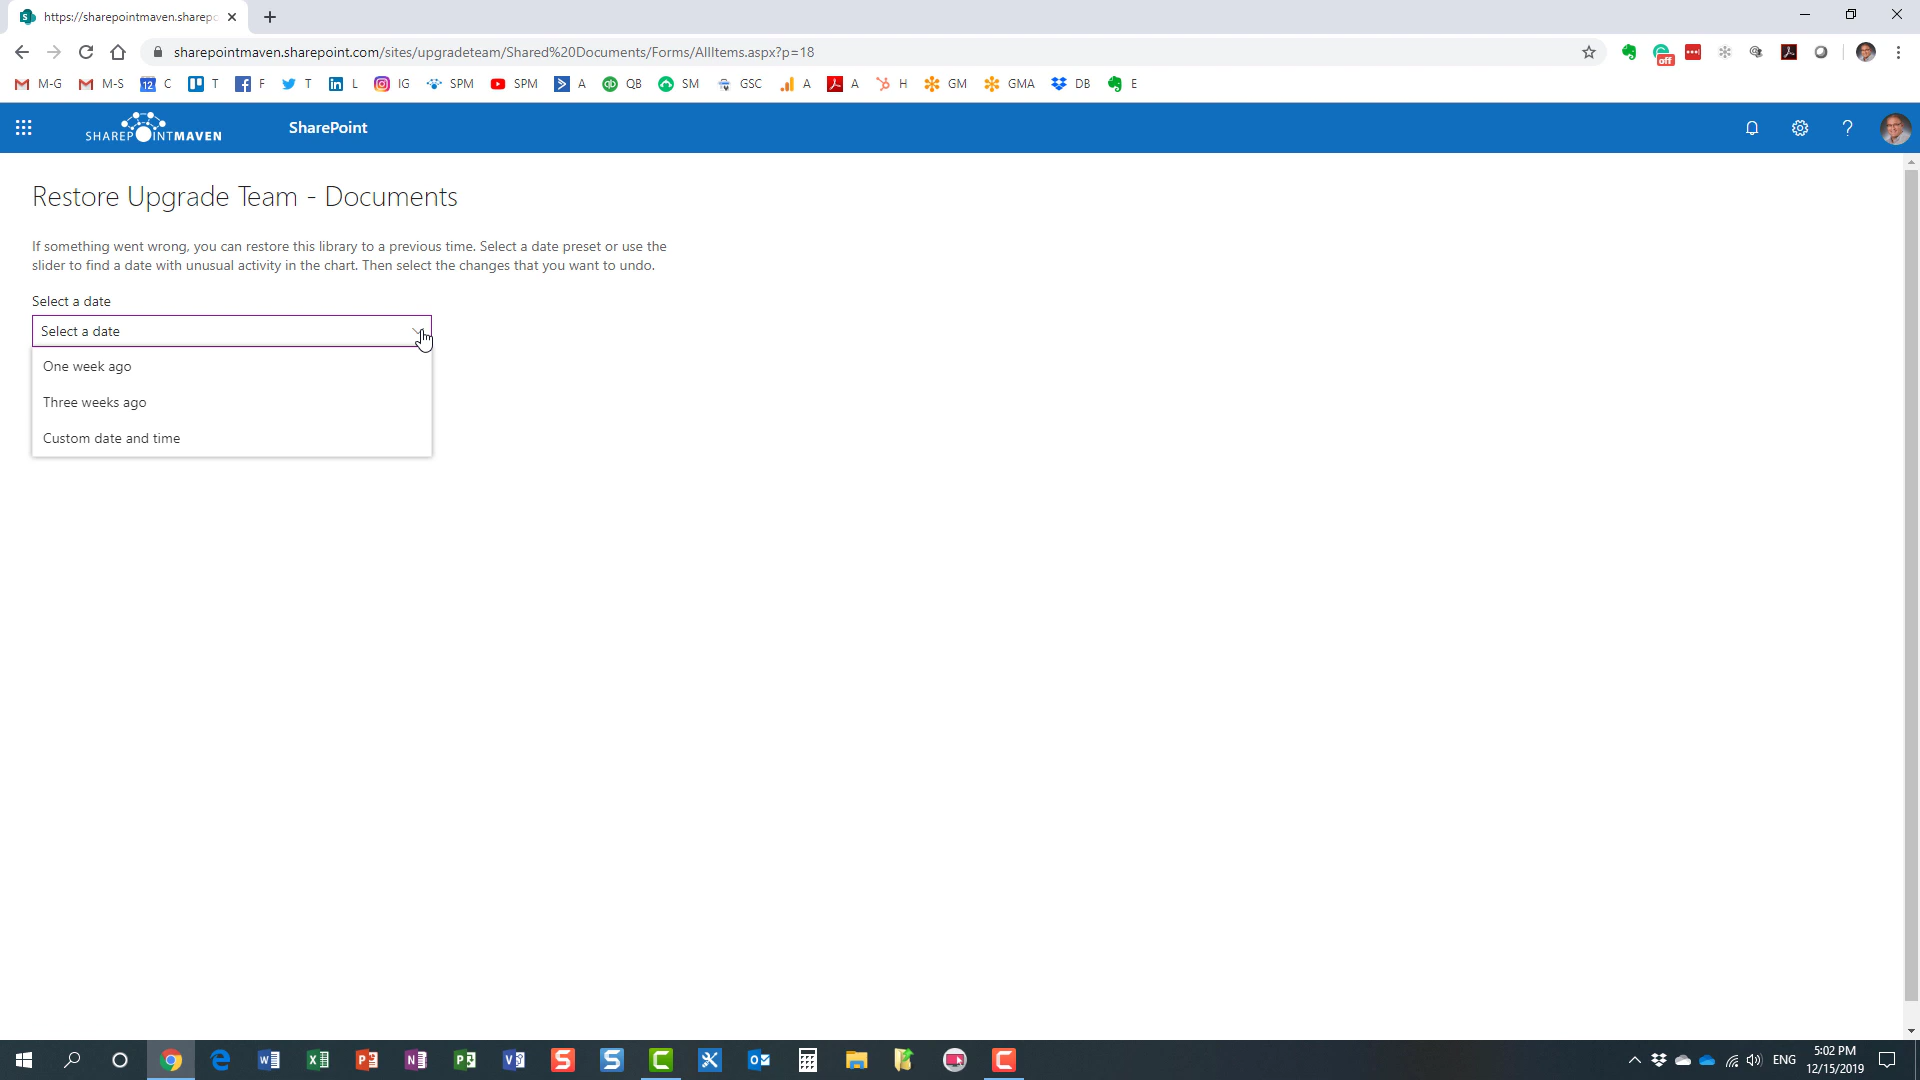 https://sharepointmaven.sharepo
sharepointmaven.sharepoint.com/sites/upgradeteam/Shared%20Documents/Forms/AllItems.aspx?p=18
off
M-G M-S 12 C T F T L IG SPM SPM A QB SM GSC A A H GM GMA DB E
SHAREPOINTMAVEN
SharePoint
Restore Upgrade Team - Documents
If something went wrong, you can restore this library to a previous time. Select a date preset or use the
slider to find a date with unusual activity in the chart. Then select the changes that you want to undo.
Select a date
Select a date
One week ago
Three weeks ago
Custom date and time
ENG
5:02 PM
12/15/2019